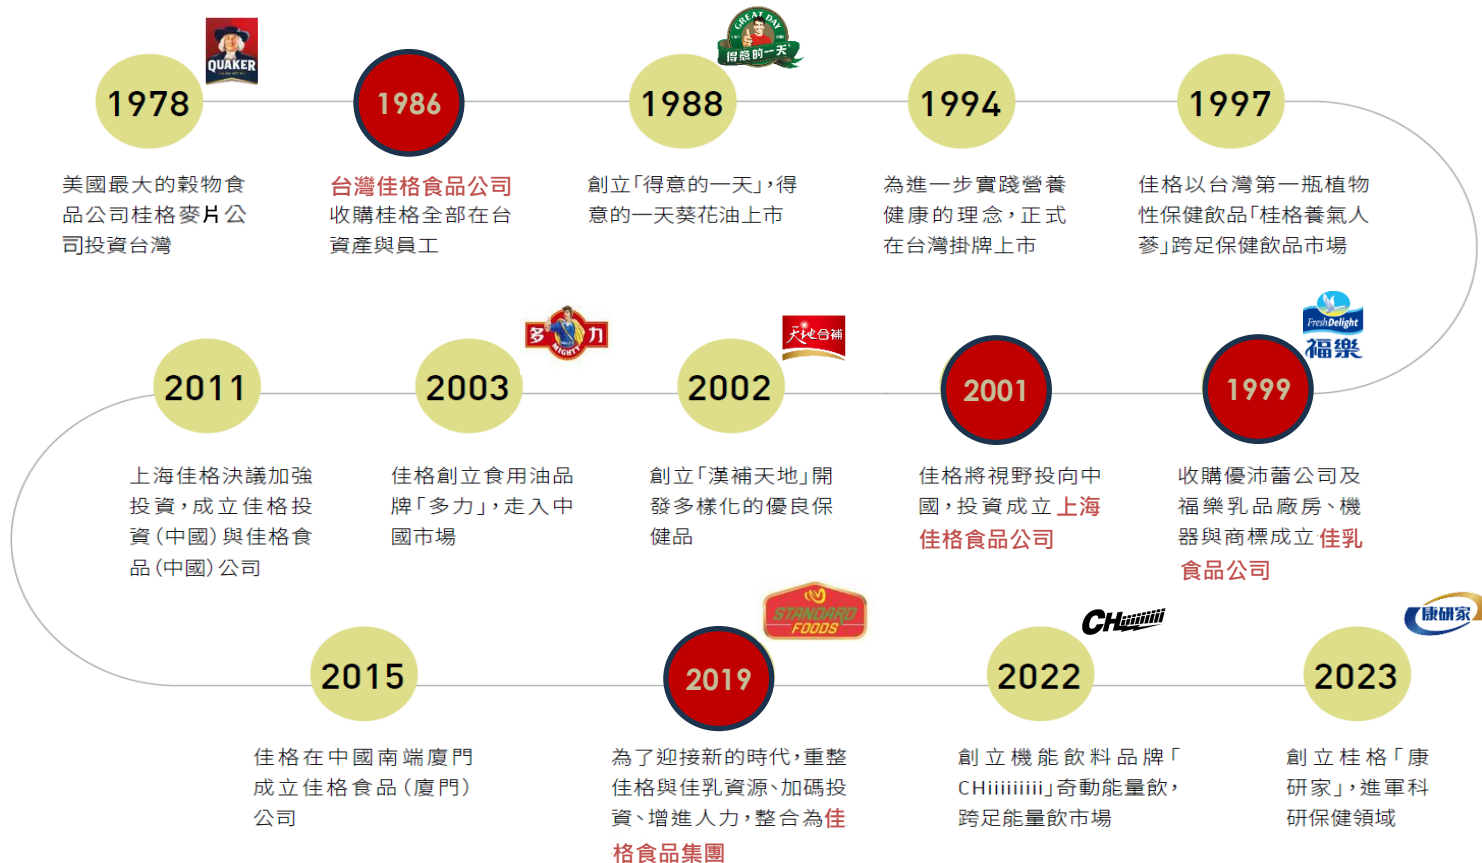 QUAKER
GREAT DAY
得意的一天
1978
1986
1988
1994
1997
美國最大的穀物食
品公司桂格麥片公
司投資台灣
台灣佳格食品公司
收購桂格全部在台
資產與員工
創立「得意的一天」,得
意的一天葵花油上市
為進一步實踐營養
健康的理念,正式
在台灣掛牌上市
佳格以台灣第一瓶植物
性保健飲品「桂格養氣人
蔘」跨足保健飲品市場
多力
MIGHTY
天地合補
FreshDelight
福樂
2011
2003
2002
2001
1999
上海佳格決議加強
投資,成立佳格投
資(中國)與佳格食
品(中國)公司
佳格創立食用油品
牌「多力」,走入中
國市場
創立「漢補天地」開
發多樣化的優良保
健品
佳格將視野投向中
國,投資成立上海
佳格食品公司
收購優沛蕾公司及
福樂乳品廠房、機
器與商標成立佳乳
食品公司
STANDARD
FOODS
CHiiiiiiiii
康研家
2015
2019
2022
2023
佳格在中國南端廈門
成立佳格食品(廈門)
公司
為了迎接新的時代,重整
佳格與佳乳資源、加碼投
資、增進人力,整合為佳
格食品集團
創立機能飲料品牌「
CHiiiiiiiii」奇動能量飲,
跨足能量飲市場
創立桂格「康
研家」,進軍科
研保健領域